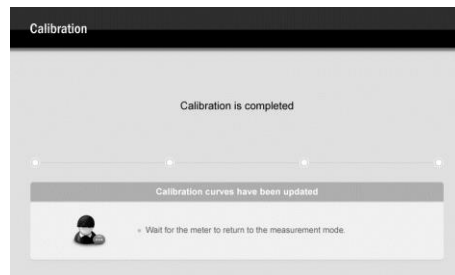 Calibration
Calibration is completed
Calibration curves have been updated
Wait for the meter to return to the measurement mode.